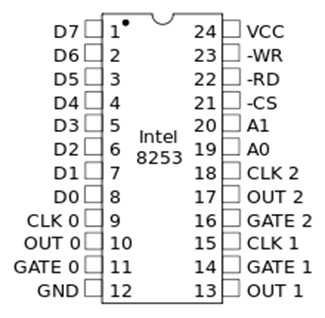 D7 1 24 VCC
D6 2 23 -WR
D5 3 22 -RD
D4 4 21 -CS
D3 5 20 A1
D2 6 19 A0
D1 7 18 CLK 2
D0 8 17 OUT 2
CLK 0 9 16 GATE 2
OUT 0 10 15 CLK 1
GATE 0 11 14 GATE 1
GND 12 13 OUT 1
Intel
8253